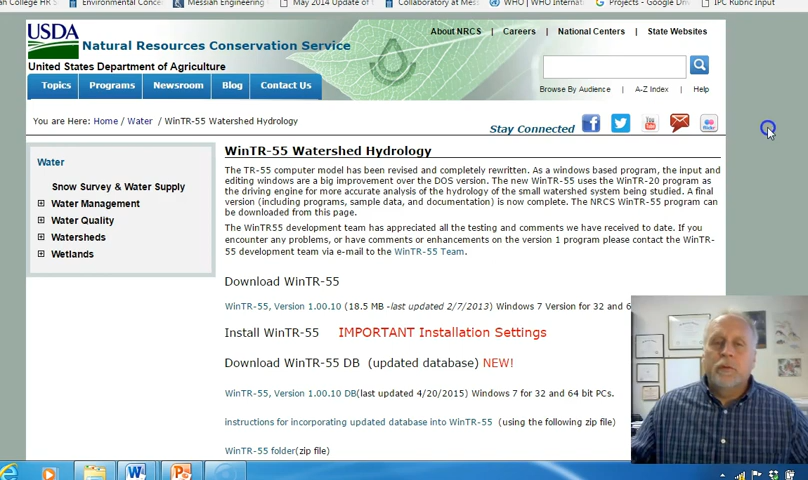 Environmental Conce
Messian Engineering
May 2014 Update of
Collaboratory at Mess
WHO | WHO Internati
Projects - Google Driv
IPC Rubric Input
USDA
Natural Resources Conservation Service
United States Department of Agriculture
About NRCS | Careers | National Centers | State Websites
Browse By Audience | A-Z Index | Help
Topics Programs Newsroom Blog Contact Us
You are Here: Home / Water / WinTR-55 Watershed Hydrology
Stay Connected
You Tube
flickr
Water
Snow Survey & Water Supply
Water Management
Water Quality
Watersheds
Wetlands
WinTR-55 Watershed Hydrology
The TR-55 computer model has been revised and completely rewritten. As a windows based program, the input and
editing windows are a big improvement over the DOS version. The new WinTR-55 uses the WinTR-20 program as
the driving engine for more accurate analysis of the hydrology of the small watershed system being studied. A final
version (including programs, sample data, and documentation) is now complete. The NRCS WinTR-55 program can
be downloaded from this page.
The WinTR55 development team has appreciated all the testing and comments we have received to date. If you
encounter any problems, or have comments or enhancements on the version 1 program please contact the WinTR-
55 development team via e-mail to the WinTR-55 Team.
Download WinTR-55
WinTR-55, Version 1.00.10 (18.5 MB -last updated 2/7/2013) Windows 7 Version for 32 and 6
Install WinTR-55 IMPORTANT Installation Settings
Download WinTR-55 DB (updated database) NEW!
WinTR-55, Version 1.00.10 DB(last updated 4/20/2015) Windows 7 for 32 and 64 bit PCs.
instructions for incorporating updated database into WinTR-55 (using the following zip file)
WinTR-55 folder(zip file)